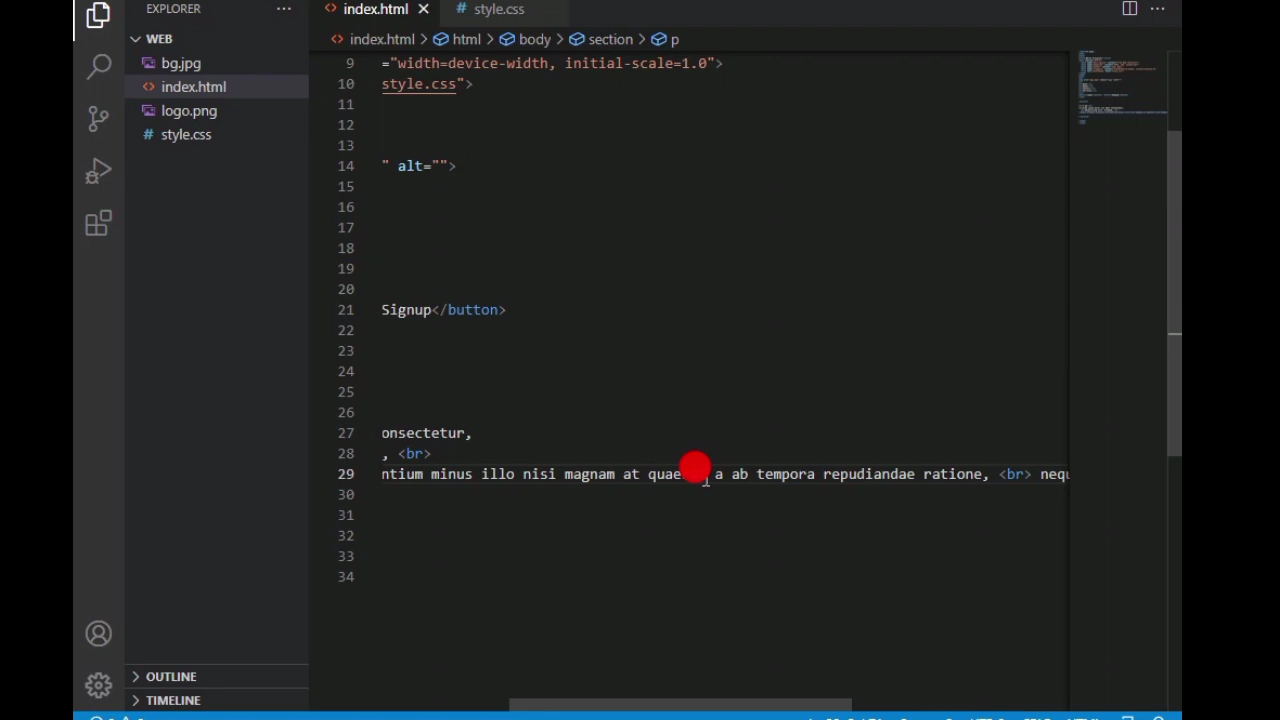 EXPLORER
index.html
style.css
WEB
bg.jpg
index.html
logo.png
style.css
index.html > html > body > section > p
9 ="width=device-width, initial-scale=1.0">
10 style.css">
11
12
13
14 " alt="">
15
16
17
18
19
20
21 Signup</button>
22
23
24
25
26
27 onsectetur,
28 , <br>
29 ntium minus illo nisi magnam at a ab tempora repudiandae ratione, <br> nequ
30
31
32
33
34
OUTLINE
TIMELINE